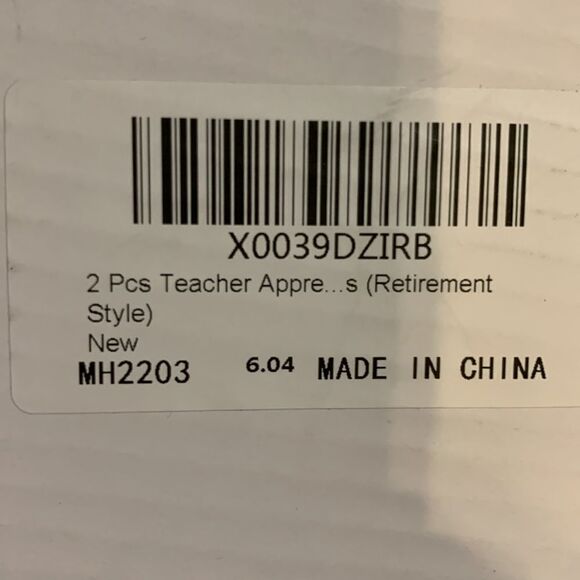 X0039DZIRB
2 Pcs Teacher Appre...s (Retirement
Style)
New
MH2203 6.04 MADE IN CHINA